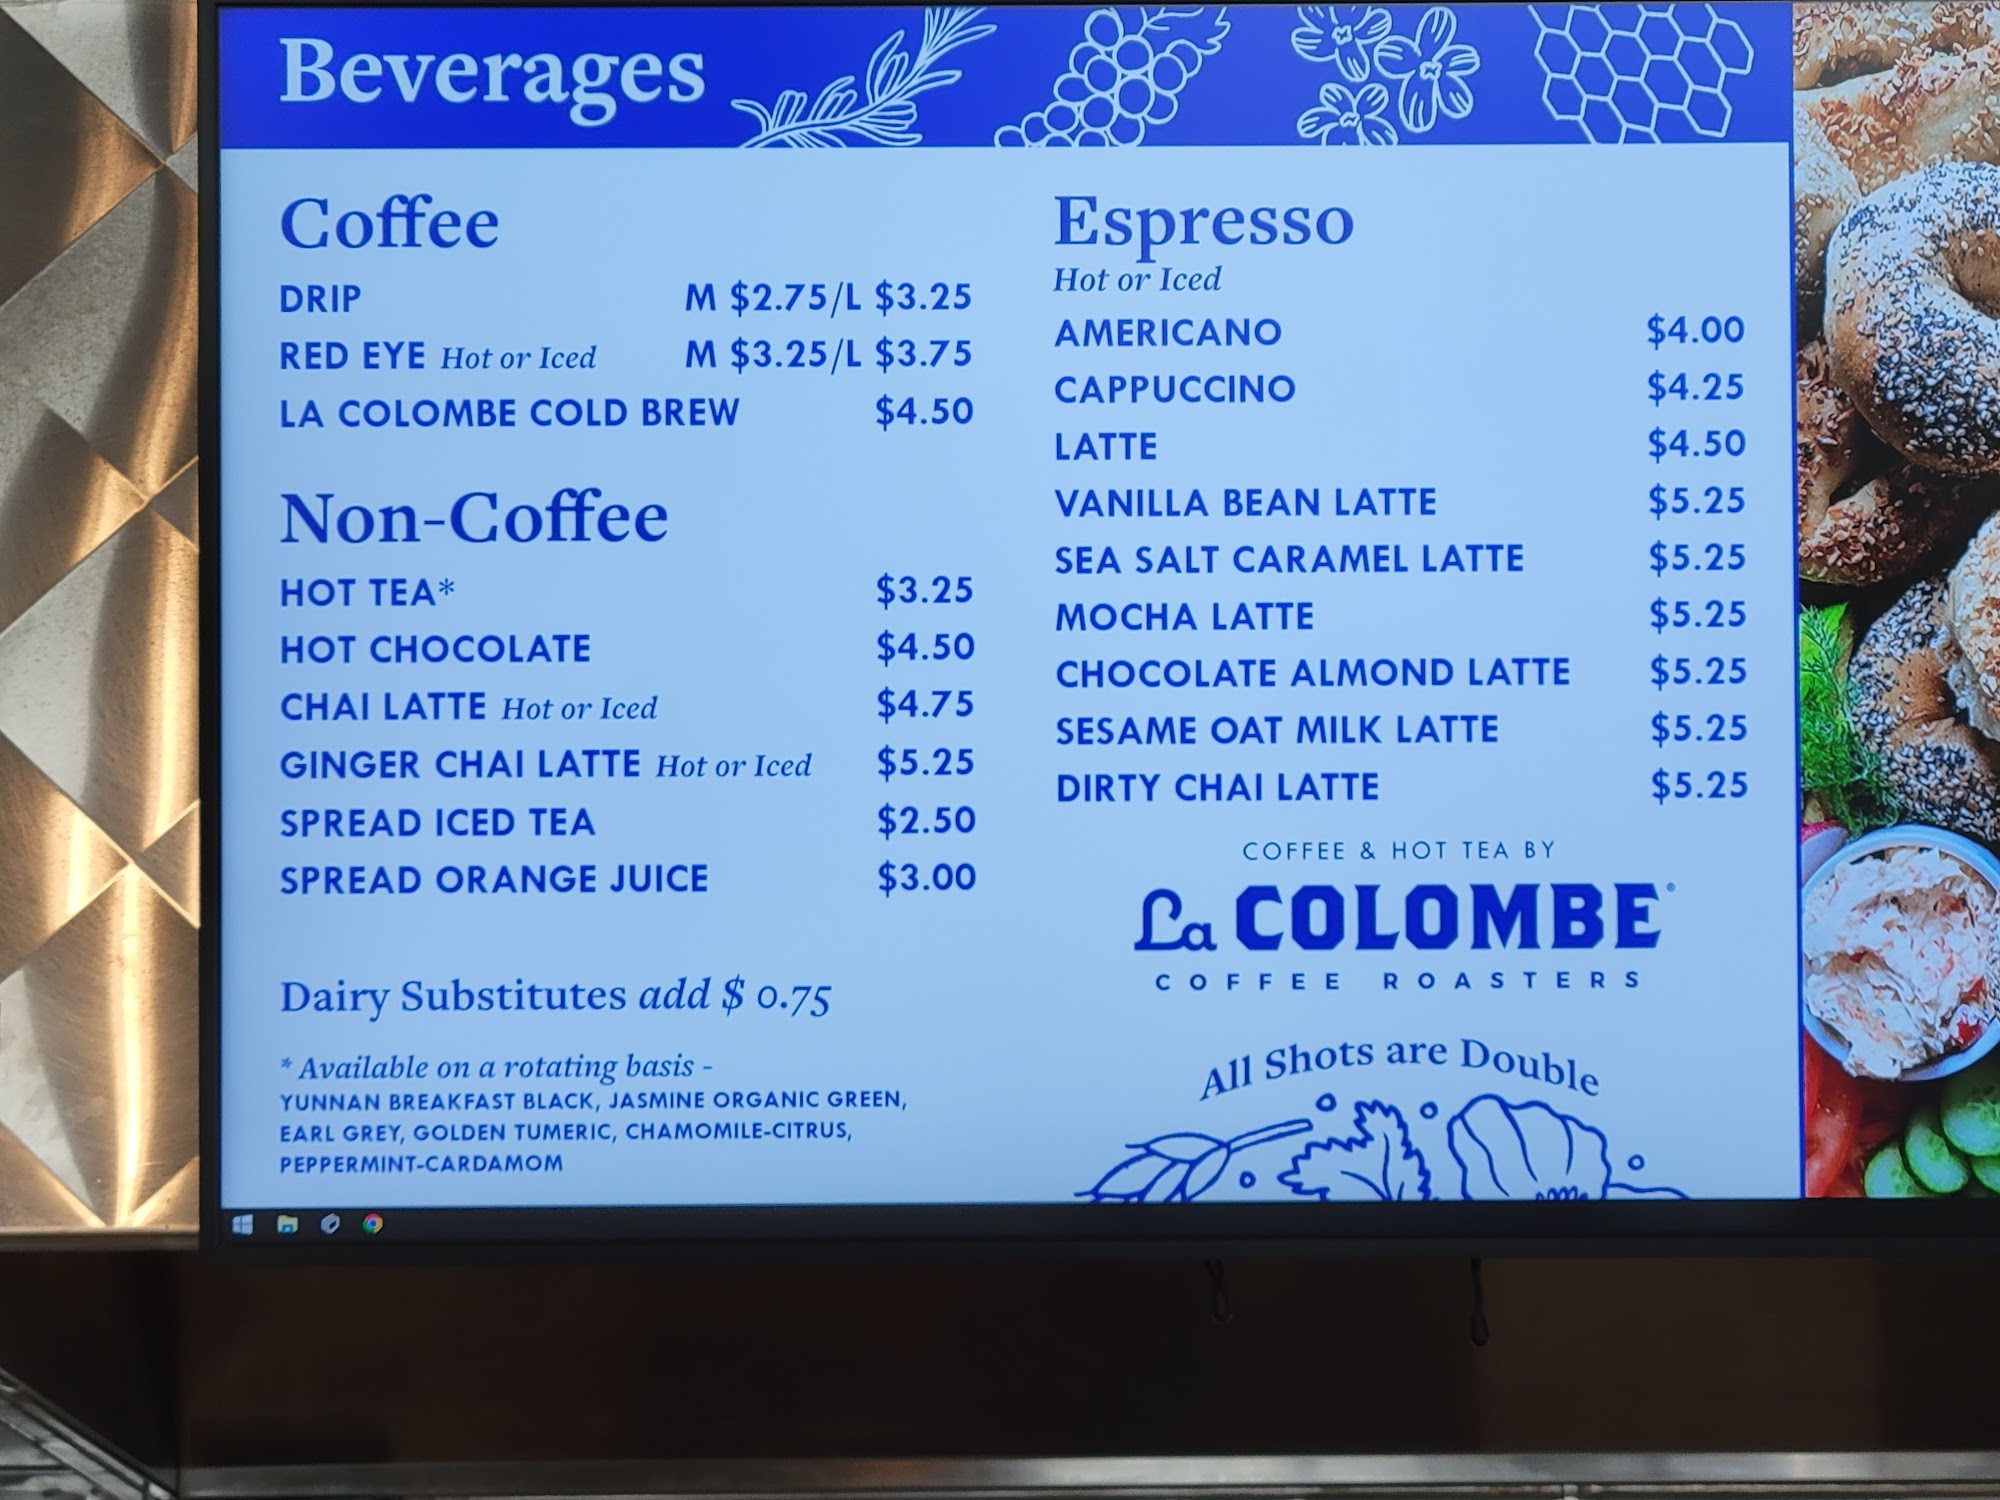 Beverages
Coffee
DRIP M $2.75/L $3.25
RED EYE Hot or Iced M $3.25/L $3.75
LA COLOMBE COLD BREW $4.50
Non-Coffee
HOT TEA* $3.25
HOT CHOCOLATE $4.50
CHAI LATTE Hot or Iced $4.75
GINGER CHAI LATTE Hot or Iced $5.25
SPREAD ICED TEA $2.50
SPREAD ORANGE JUICE $3.00
Dairy Substitutes add $ 0.75
* Available on a rotating basis -
YUNNAN BREAKFAST BLACK, JASMINE ORGANIC GREEN,
EARL GREY, GOLDEN TUMERIC, CHAMOMILE-CITRUS,
PEPPERMINT-CARDAMOM
Espresso
Hot or Iced
AMERICANO $4.00
CAPPUCCINO $4.25
LATTE $4.50
VANILLA BEAN LATTE $5.25
SEA SALT CARAMEL LATTE $5.25
MOCHA LATTE $5.25
CHOCOLATE ALMOND LATTE $5.25
SESAME OAT MILK LATTE $5.25
DIRTY CHAI LATTE $5.25
COFFEE & HOT TEA BY
La COLOMBE
COFFEE ROASTERS
All Shots are Double